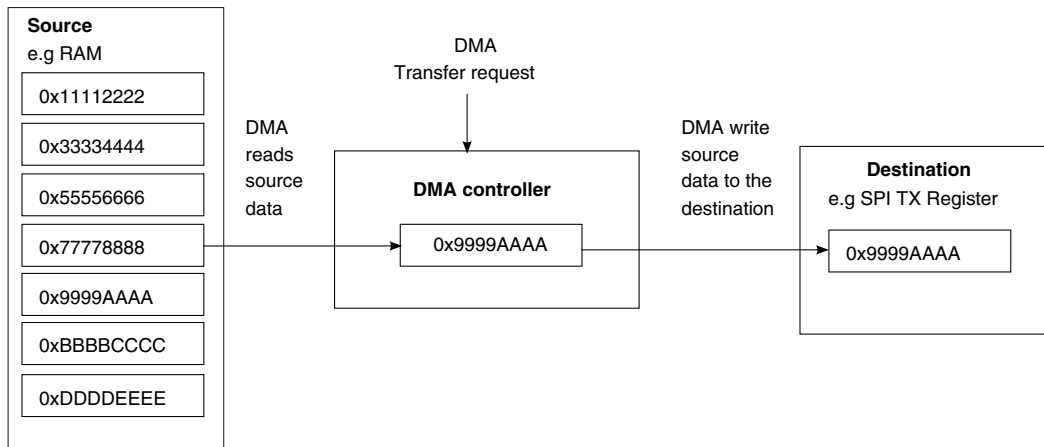 Source
e.g RAM
0x11112222
0x33334444
0x55556666
0x77778888
0x9999AAAA
0xBBBBCCCC
0xDDDDEEEE
DMA
reads
source
data
DMA
Transfer request
DMA controller
0x9999AAAA
DMA write
source
data to the
destination
Destination
e.g SPI TX Register
0x9999AAAA